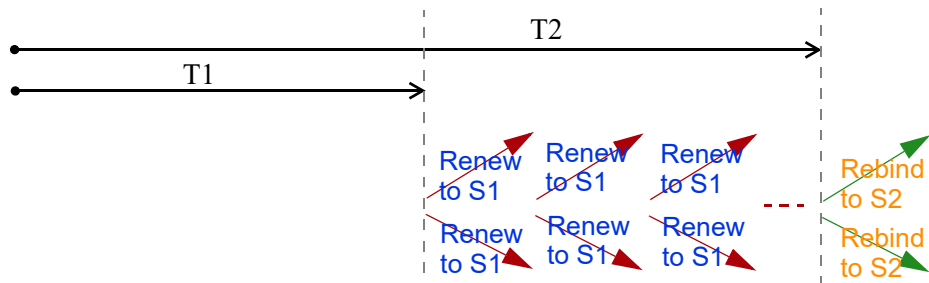 T2
T1
Renew
to S1
Renew
to S1
Renew
to S1
Rebind
to S2
Renew
to S1
Renew
to S1
Renew
to S1
Rebind
to S2